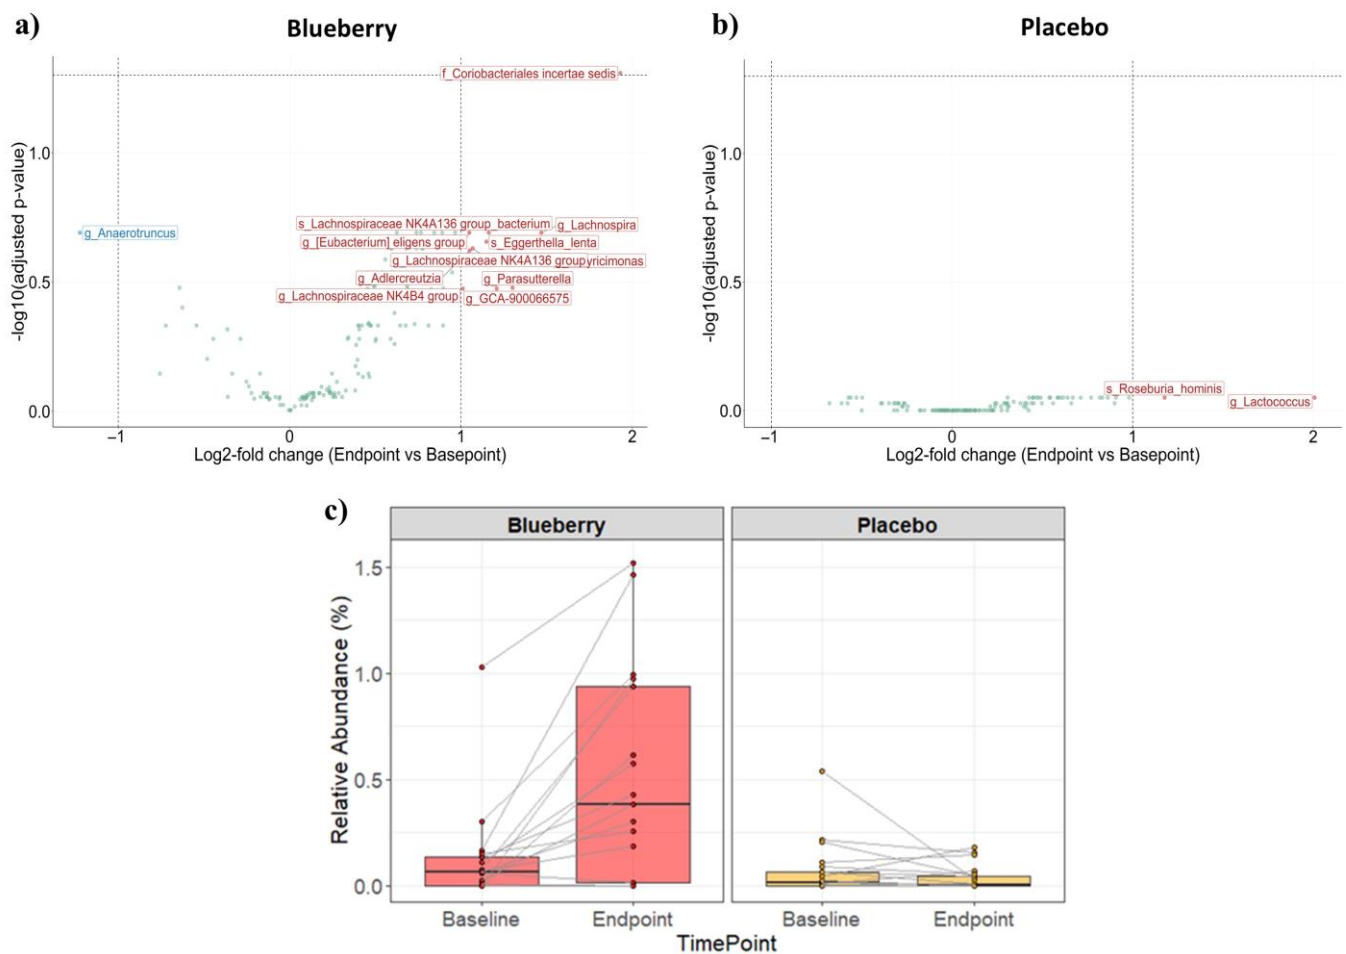 a)
Blueberry
-log10(adjusted p-value)
1.0
0.5
0.0
f_Coriobacteriales incertae sedis
g_Anaerotruncus
s_Lachnospiraceae NK4A136 group_bacterium
g_Lachnospira
g_[Eubacterium] eligens group
s_Eggerthella_lenta
g_Lachnospiraceae NK4A136 group
yricimonas
g_Adlercreutzia
g_Parasutterella
g_Lachnospiraceae NK4B4 group
g_GCA-900066575
−1
0
1
2
Log2-fold change (Endpoint vs Basepoint)
b)
Placebo
-log10(adjusted p-value)
1.0
0.5
0.0
s_Roseburia_hominis
g_Lactococcus
−1
0
1
2
Log2-fold change (Endpoint vs Basepoint)
c)
Blueberry
Placebo
Relative Abundance (%)
1.5
1.0
0.5
0.0
Baseline
Endpoint
Baseline
Endpoint
TimePoint